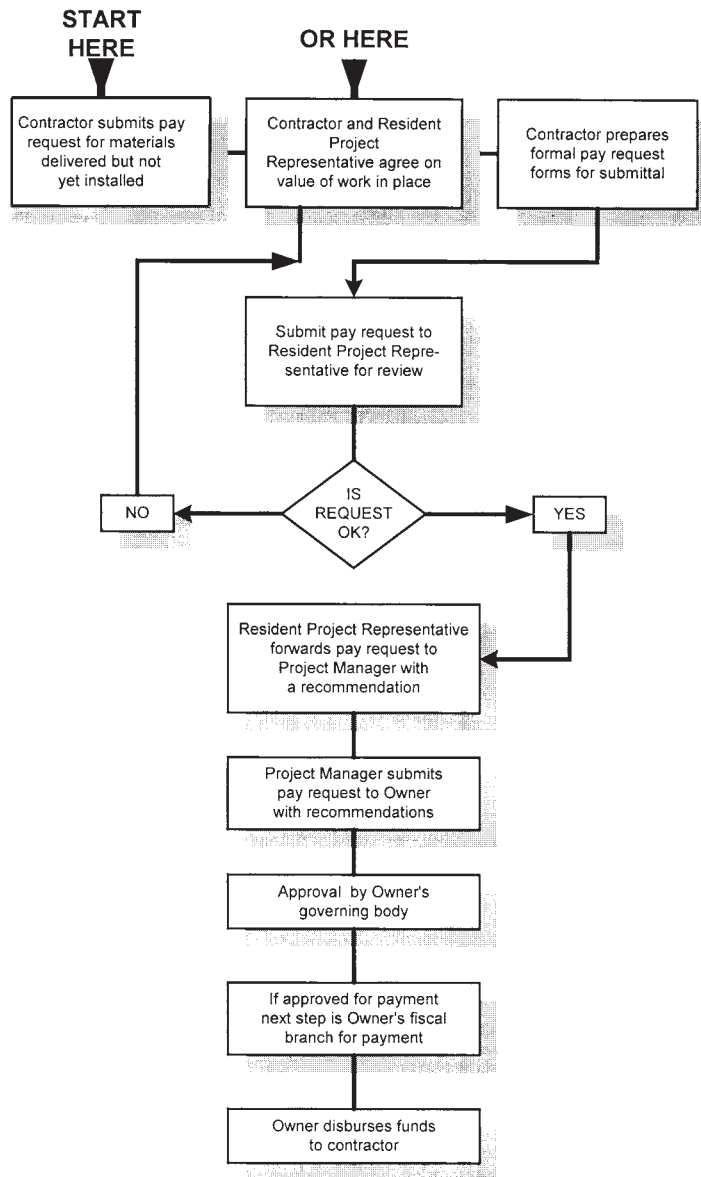 START
HERE
OR HERE
Contractor submits pay
request for materials
delivered but not
yet installed
Contractor and Resident
Project
Representative agree on
value of work in place
Contractor prepares
formal pay request
forms for submittal
Submit pay request to
Resident Project Repre-
sentative for review
IS
REQUEST
OK?
NO
YES
Resident Project Representative
forwards pay request to
Project Manager with
a recommendation
Project Manager submits
pay request to Owner
with recommendations
Approval by Owner's
governing body
If approved for payment
next step is Owner's fiscal
branch for payment
Owner disburses funds
to contractor